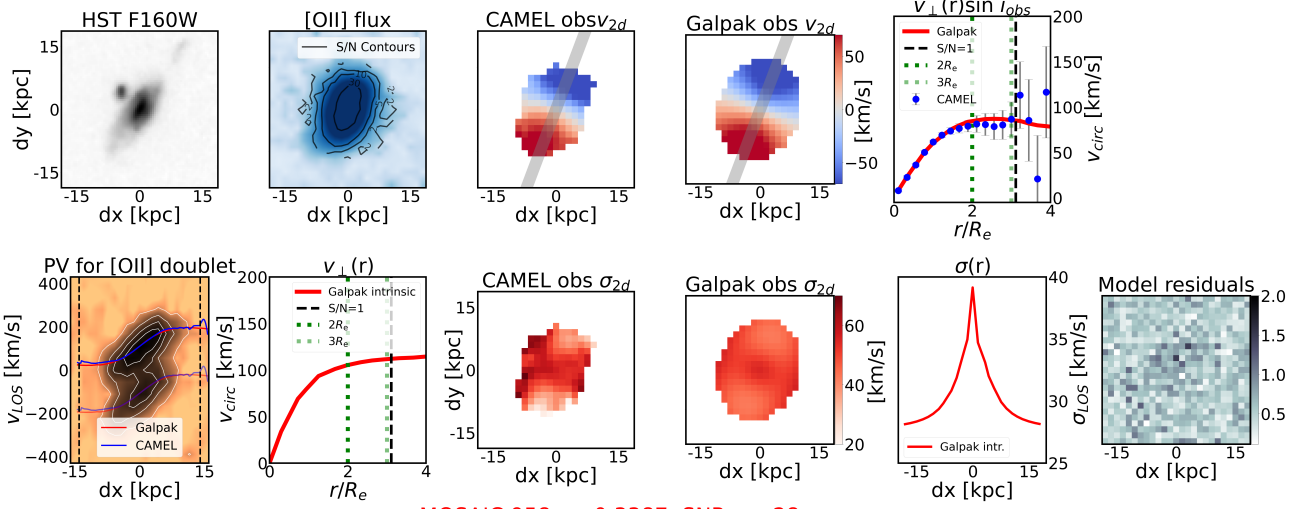 HST F160W
15
0
-15
dy [kpc]
-15 0 15
dx [kpc]
[OII] flux
S/N Contours
-15 0 15
dx [kpc]
CAMEL obsv2d
-15 0 15
dx [kpc]
Galpak obs v2d
50
0
−50
[km/s]
-15 0 15
dx [kpc]
v⊥(r)sin iobs
Galpak
S/N=1
2Re
3Re
CAMEL
200
150
100
50
0
vcirc [km/s]
0 2 4
r/Re
PV for [OII] doublet
400
200
0
−200
−400
vLOS [km/s]
Galpak
CAMEL
-15 0 15
dx [kpc]
v⊥(r)
Galpak intrinsic
S/N=1
2Re
3Re
200
150
100
50
0
vcirc [km/s]
0 2 4
r/Re
CAMEL obs σ2d
15
0
-15
dy [kpc]
-15 0 15
dx [kpc]
Galpak obs σ2d
60
40
20
[km/s]
-15 0 15
dx [kpc]
σ(r)
Galpak intr.
40
35
30
25
σLOS [km/s]
-15 0 15
dx [kpc]
Model residuals
2.0
1.5
1.0
0.5
-15 0 15
dx [kpc]